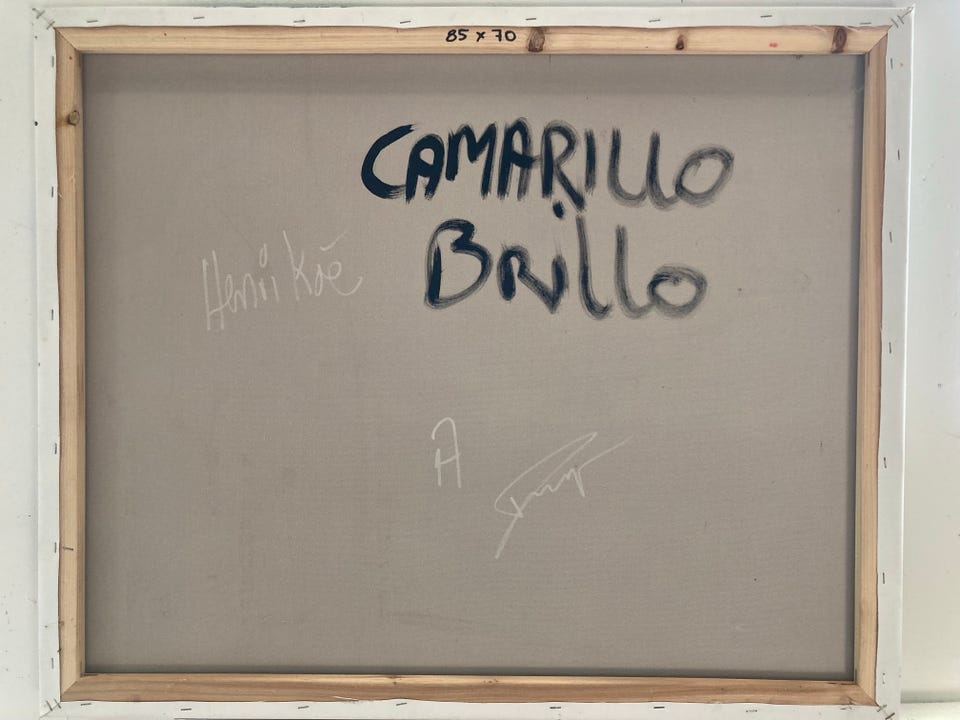 85 x 70
CAMARILLO
Brillo
Henri Koé
A